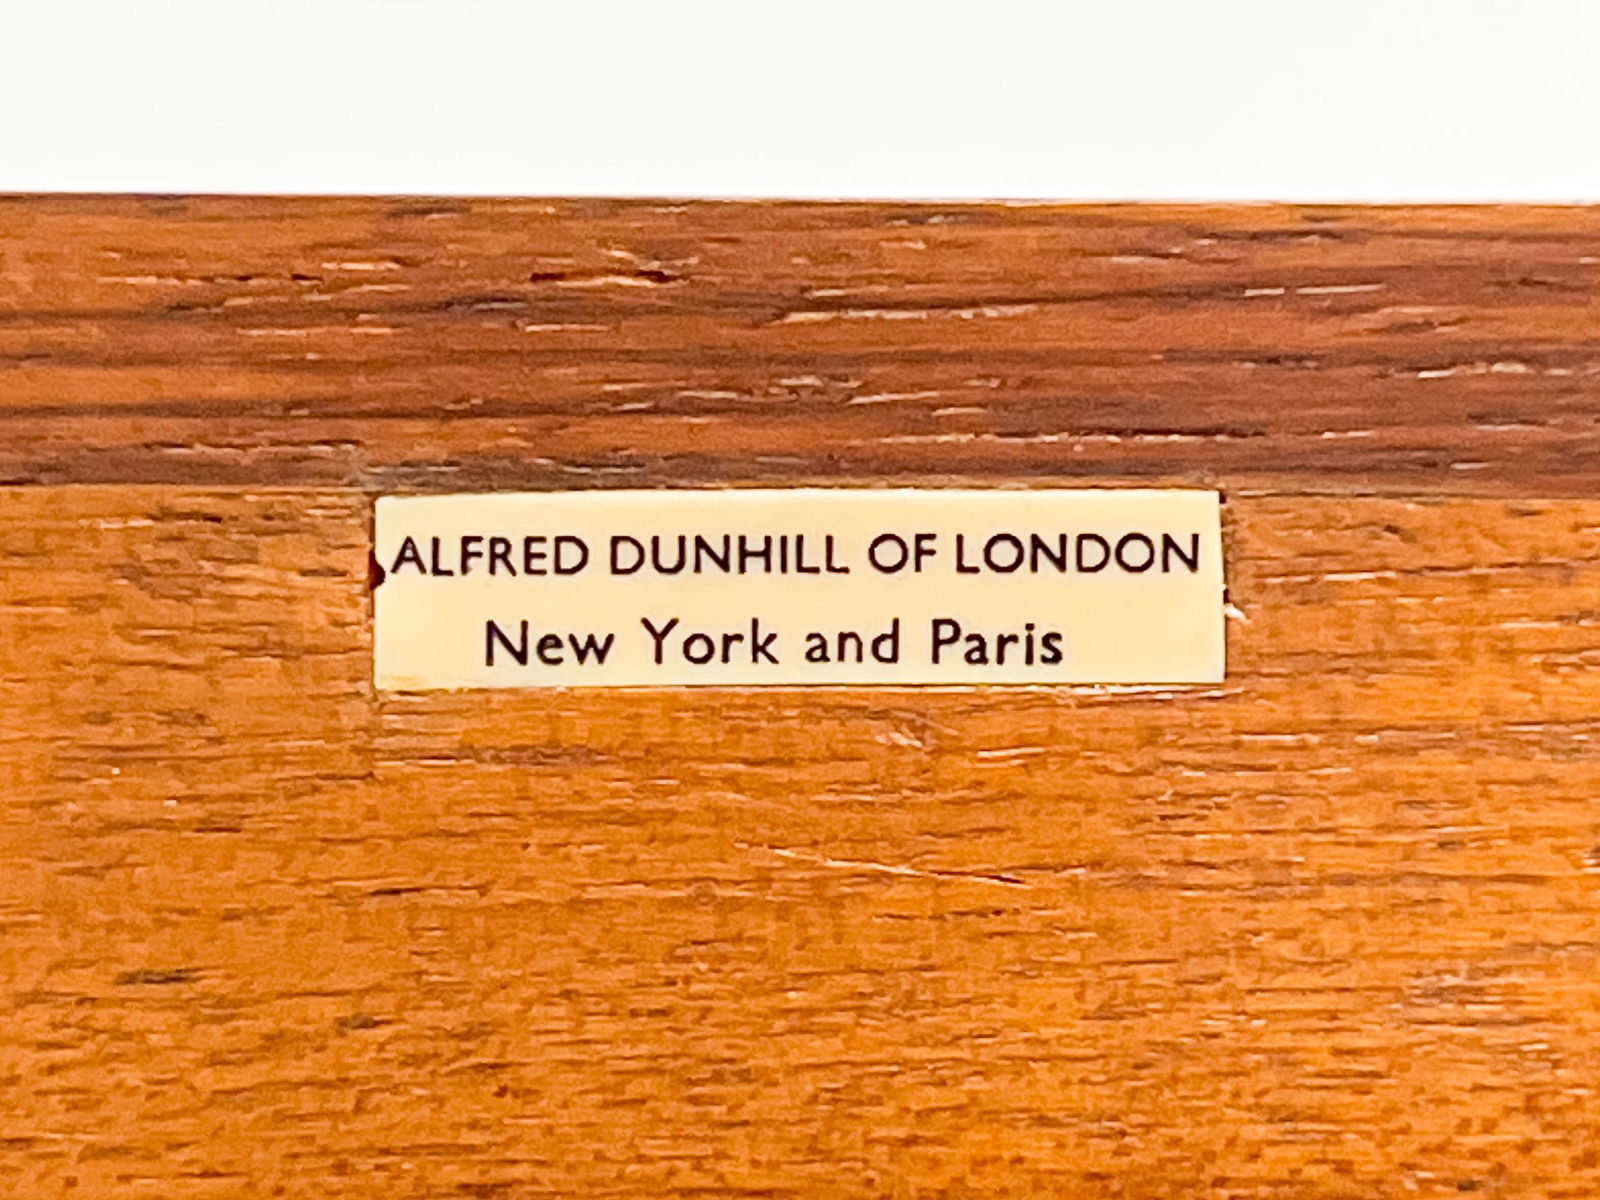 ALFRED DUNHILL OF LONDON
New York and Paris